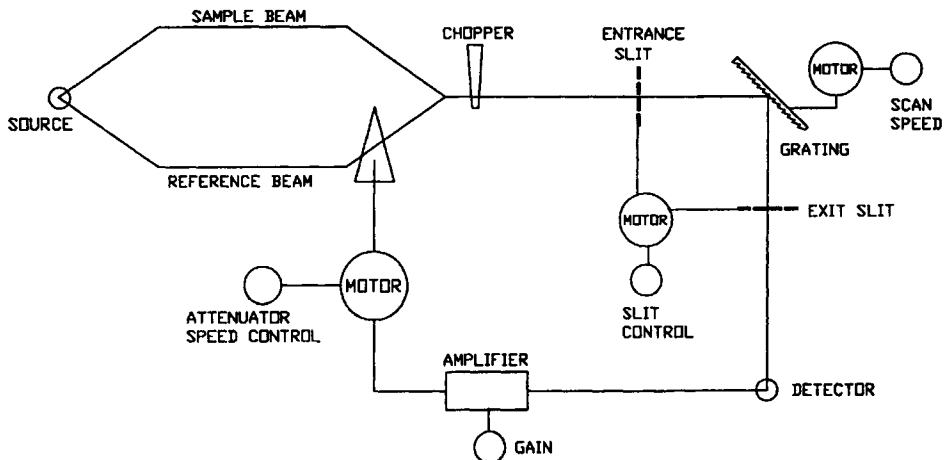 SAMPLE BEAM
CHOPPER
ENTRANCE
SLIT
MOTOR
SCAN
SPEED
SOURCE
GRATING
REFERENCE BEAM
MOTOR
EXIT SLIT
MOTOR
SLIT
CONTROL
ATTENUATOR
SPEED CONTROL
AMPLIFIER
DETECTOR
GAIN